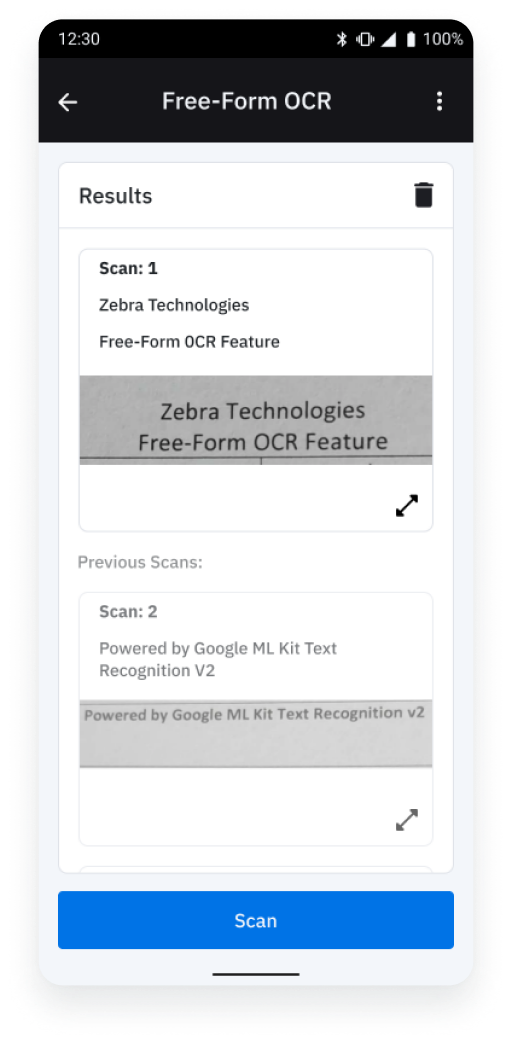 12:30
100%
Free-Form OCR
Results
Scan: 1
Zebra Technologies
Free-Form 0CR Feature
Zebra Technologies
Free-Form OCR Feature
Previous Scans:
Scan: 2
Powered by Google ML Kit Text
Recognition V2
Powered by Google ML Kit Text Recognition v2
Scan